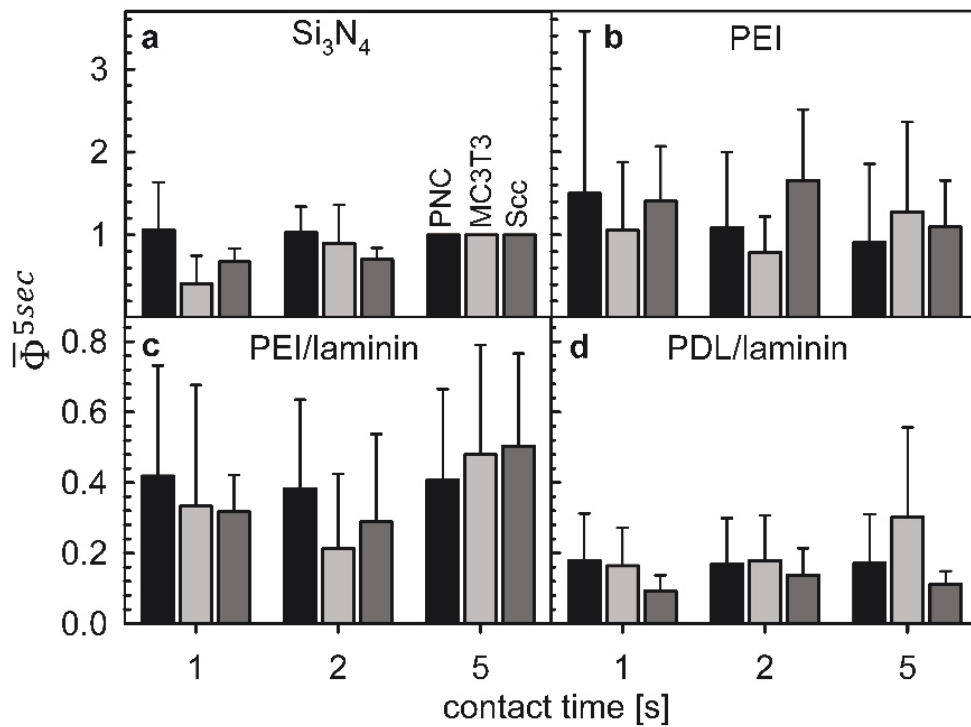 a Si₃N₄
b PEI
3
2
1
PNC
MC3T3
Scc
Φ̅⁵ˢᵉᶜ
c PEI/laminin
d PDL/laminin
0.8
0.6
0.4
0.2
0.0
1 2 5 1 2 5
contact time [s]